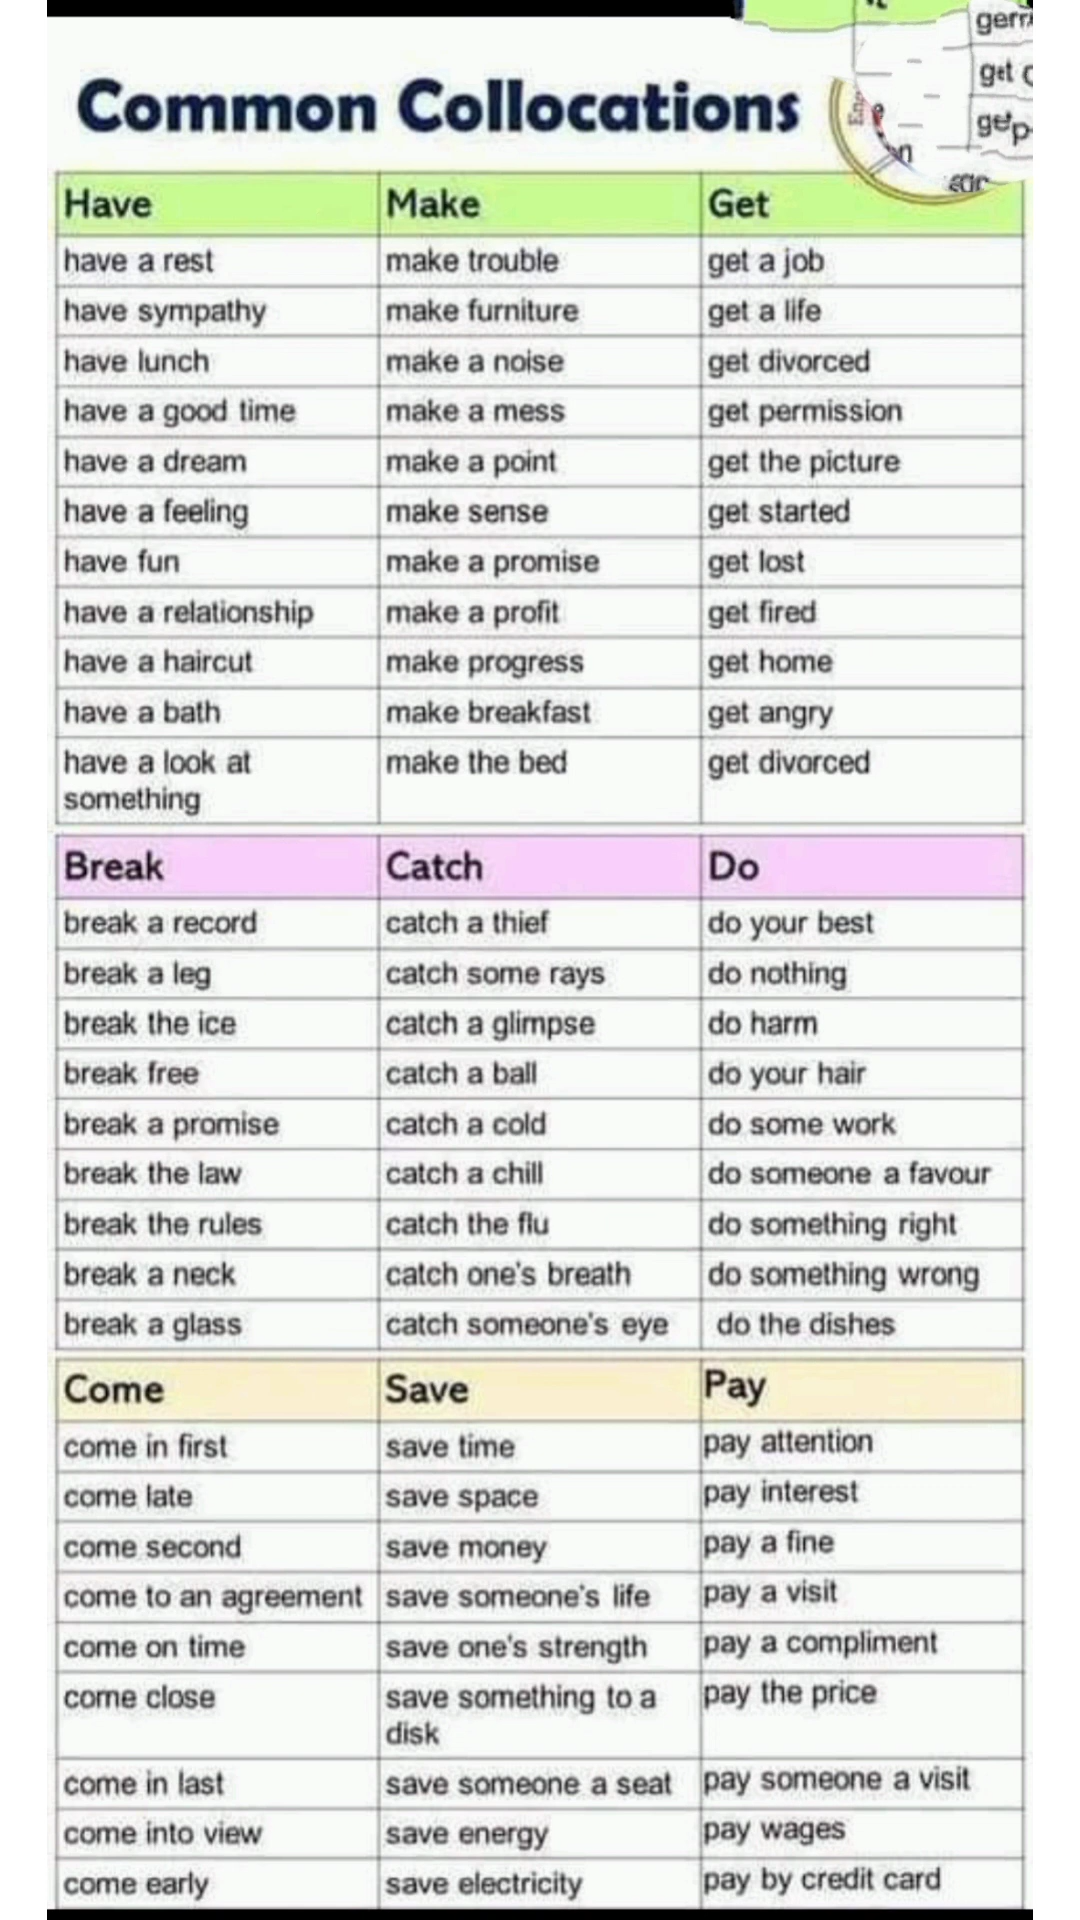 gerr
get
Common Collocations
Have Make Get
have a rest make trouble get a job
have sympathy make furniture get a life
have lunch make a noise get divorced
have a good time make a mess get permission
have a dream make a point get the picture
have a feeling make sense get started
have fun make a promise get lost
have a relationship make a profit get fired
have a haircut make progress get home
have a bath make breakfast get angry
have a look at make the bed get divorced
something
Break Catch Do
break a record catch a thief do your best
break a leg catch some rays do nothing
break the ice catch a glimpse do harm
break free catch a ball do your hair
break a promise catch a cold do some work
break the law catch a chill do someone a favour
break the rules catch the flu do something right
break a neck catch one's breath do something wrong
break a glass catch someone's eye do the dishes
Come Save Pay
come in first save time pay attention
come late save space pay interest
come second save money pay a fine
come to an agreement save someone's life pay a visit
come on time save one's strength pay a compliment
come close save something to a pay the price
disk
come in last save someone a seat pay someone a visit
come into view save energy pay wages
come early save electricity pay by credit card